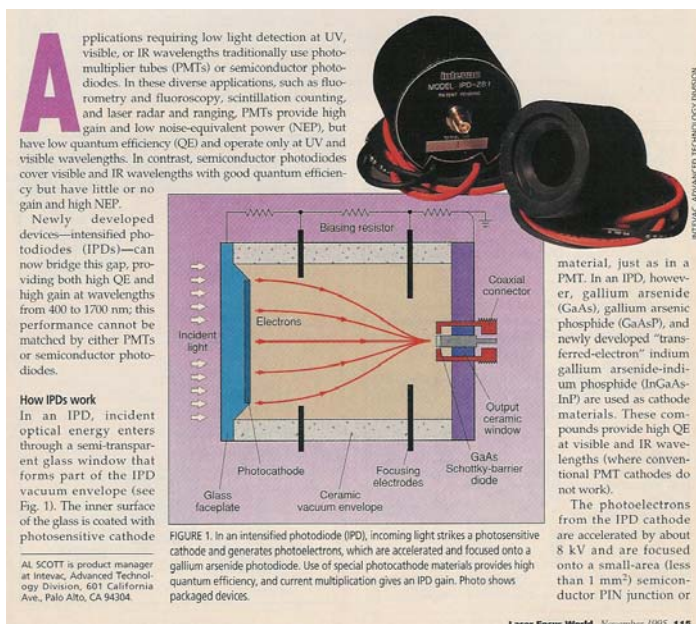 Applications requiring low light detection at UV,
visible, or IR wavelengths traditionally use photo-
multiplier tubes (PMTs) or semiconductor photo-
diodes. In these diverse applications, such as fluo-
rometry and fluoroscopy, scintillation counting,
and laser radar and ranging, PMTs provide high
gain and low noise-equivalent power (NEP), but
have low quantum efficiency (QE) and operate only at UV and
visible wavelengths. In contrast, semiconductor photodiodes
cover visible and IR wavelengths with good quantum efficien-
cy but have little or no
gain and high NEP.
Newly developed
devices—intensified pho-
todiodes (IPDs)—can
now bridge this gap, pro-
viding both high QE and
high gain at wavelengths
from 400 to 1700 nm; this
performance cannot be
matched by either PMTs
or semiconductor photo-
diodes.
How IPDs work
In an IPD, incident
optical energy enters
through a semi-transpar-
ent glass window that
forms part of the IPD
vacuum envelope (see
Fig. 1). The inner surface
of the glass is coated with
photosensitive cathode
AL SCOTT is product manager
at Intevac, Advanced Technol-
ogy Division, 601 California
Ave., Palo Alto, CA 94304.
intevac
MODEL IPD-281
INTEVAC, ADVANCED TECHNOLOGY DIVISION
Biasing resistor
Coaxial
connector
Incident
light
Electrons
Output
ceramic
window
Photocathode
Focusing
electrodes
GaAs
Schottky-barrier
diode
Glass
faceplate
Ceramic
vacuum envelope
FIGURE 1. In an intensified photodiode (IPD), incoming light strikes a photosensitive
cathode and generates photoelectrons, which are accelerated and focused onto a
gallium arsenide photodiode. Use of special photocathode materials provides high
quantum efficiency, and current multiplication gives an IPD gain. Photo shows
packaged devices.
material, just as in a
PMT. In an IPD, howev-
er, gallium arsenide
(GaAs), gallium arsenic
phosphide (GaAsP), and
newly developed "trans-
ferred-electron" indium
gallium arsenide-indi-
um phosphide (InGaAs-
InP) are used as cathode
materials. These com-
pounds provide high QE
at visible and IR wave-
lengths (where conven-
tional PMT cathodes do
not work).
The photoelectrons
from the IPD cathode
are accelerated by about
8 kV and are focused
onto a small-area (less
than 1 mm²) semicon-
ductor PIN junction or
Laser Focus World November 1995 115